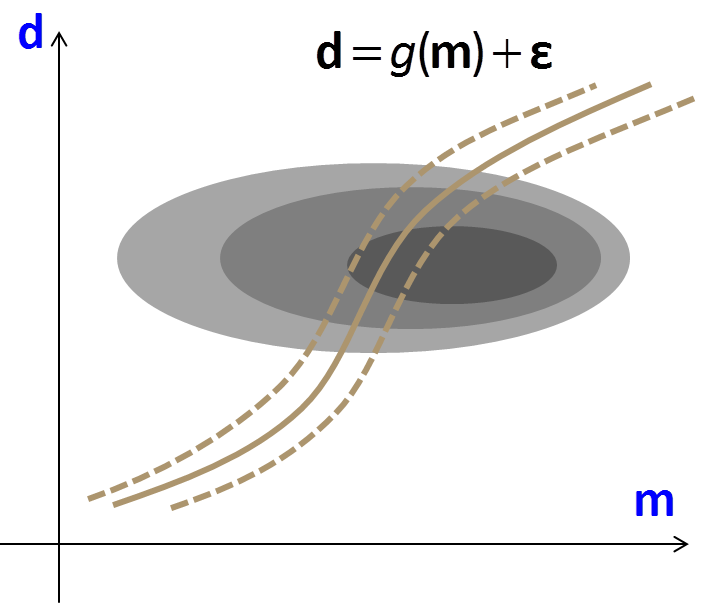 d
d = g(m) + ε
m